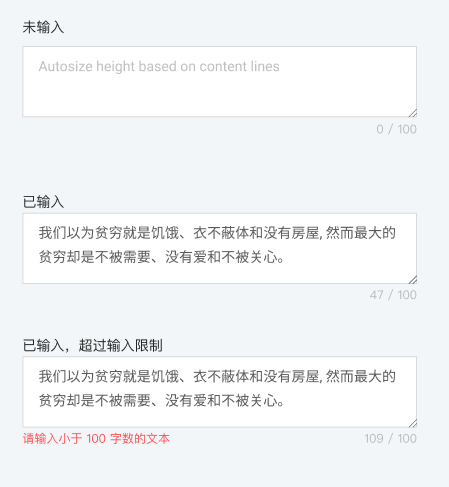 未输入
Autosize height based on content lines
0 / 100
已输入
我们以为贫穷就是饥饿、衣不蔽体和没有房屋, 然而最大的
贫穷却是不被需要、没有爱和不被关心。
47 / 100
已输入，超过输入限制
我们以为贫穷就是饥饿、衣不蔽体和没有房屋, 然而最大的
贫穷却是不被需要、没有爱和不被关心。
请输入小于 100 字数的文本
109 / 100